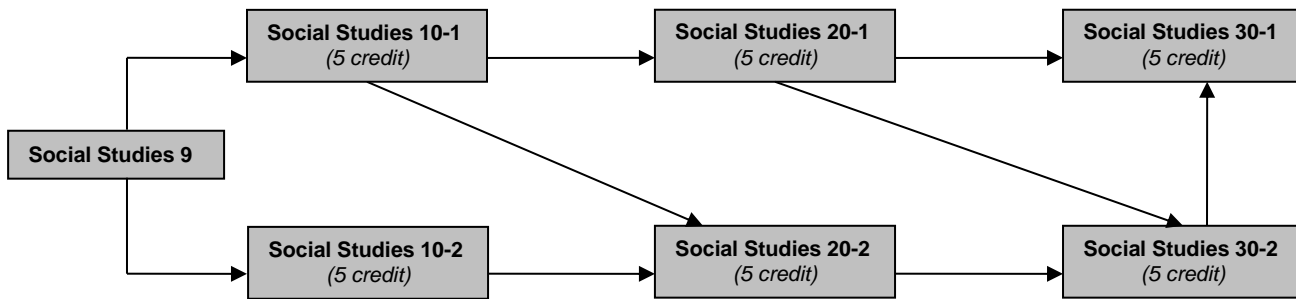 Social Studies 10-1
(5 credit)
Social Studies 20-1
(5 credit)
Social Studies 30-1
(5 credit)
Social Studies 9
Social Studies 10-2
(5 credit)
Social Studies 20-2
(5 credit)
Social Studies 30-2
(5 credit)